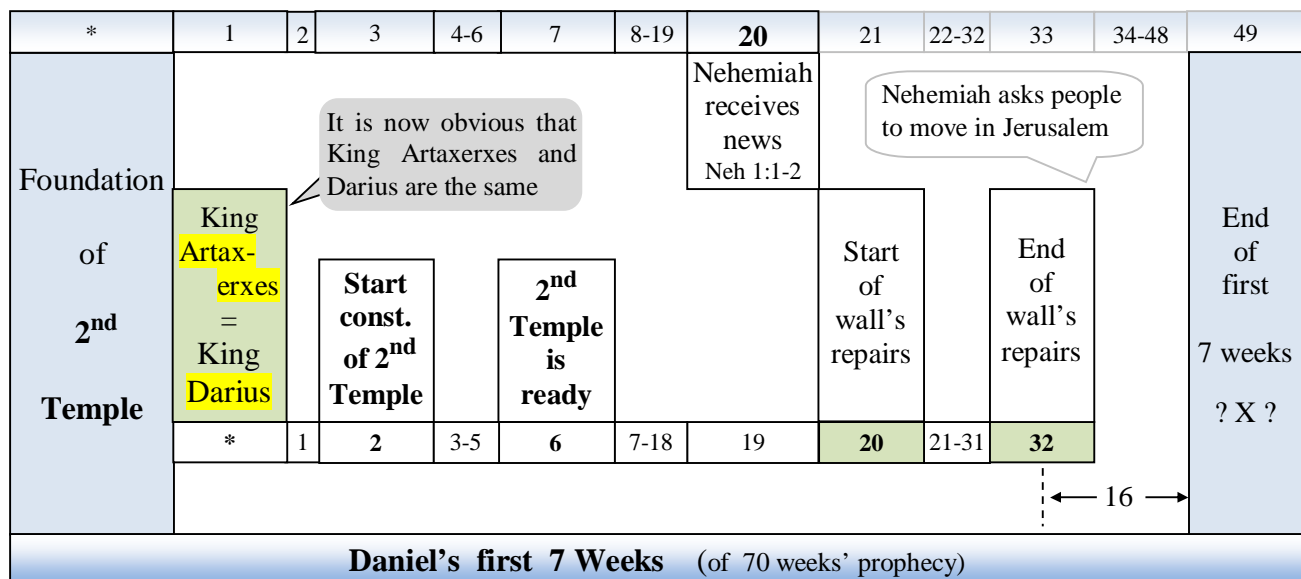 * 1 2 3 4-6 7 8-19 20 21 22-32 33 34-48 49
Foundation
of
2nd
Temple
King
Artax-
erxes
=
King
Darius
It is now obvious that
King Artaxerxes and
Darius are the same
Start
const.
of 2nd
Temple
2nd
Temple
is
ready
Nehemiah
receives
news
Neh 1:1-2
Start
of
wall’s
repairs
Nehemiah asks people
to move in Jerusalem
End
of
wall’s
repairs
End
of
first
7 weeks
? X ?
* 1 2 3-5 6 7-18 19 20 21-31 32
16
Daniel’s first 7 Weeks (of 70 weeks’ prophecy)